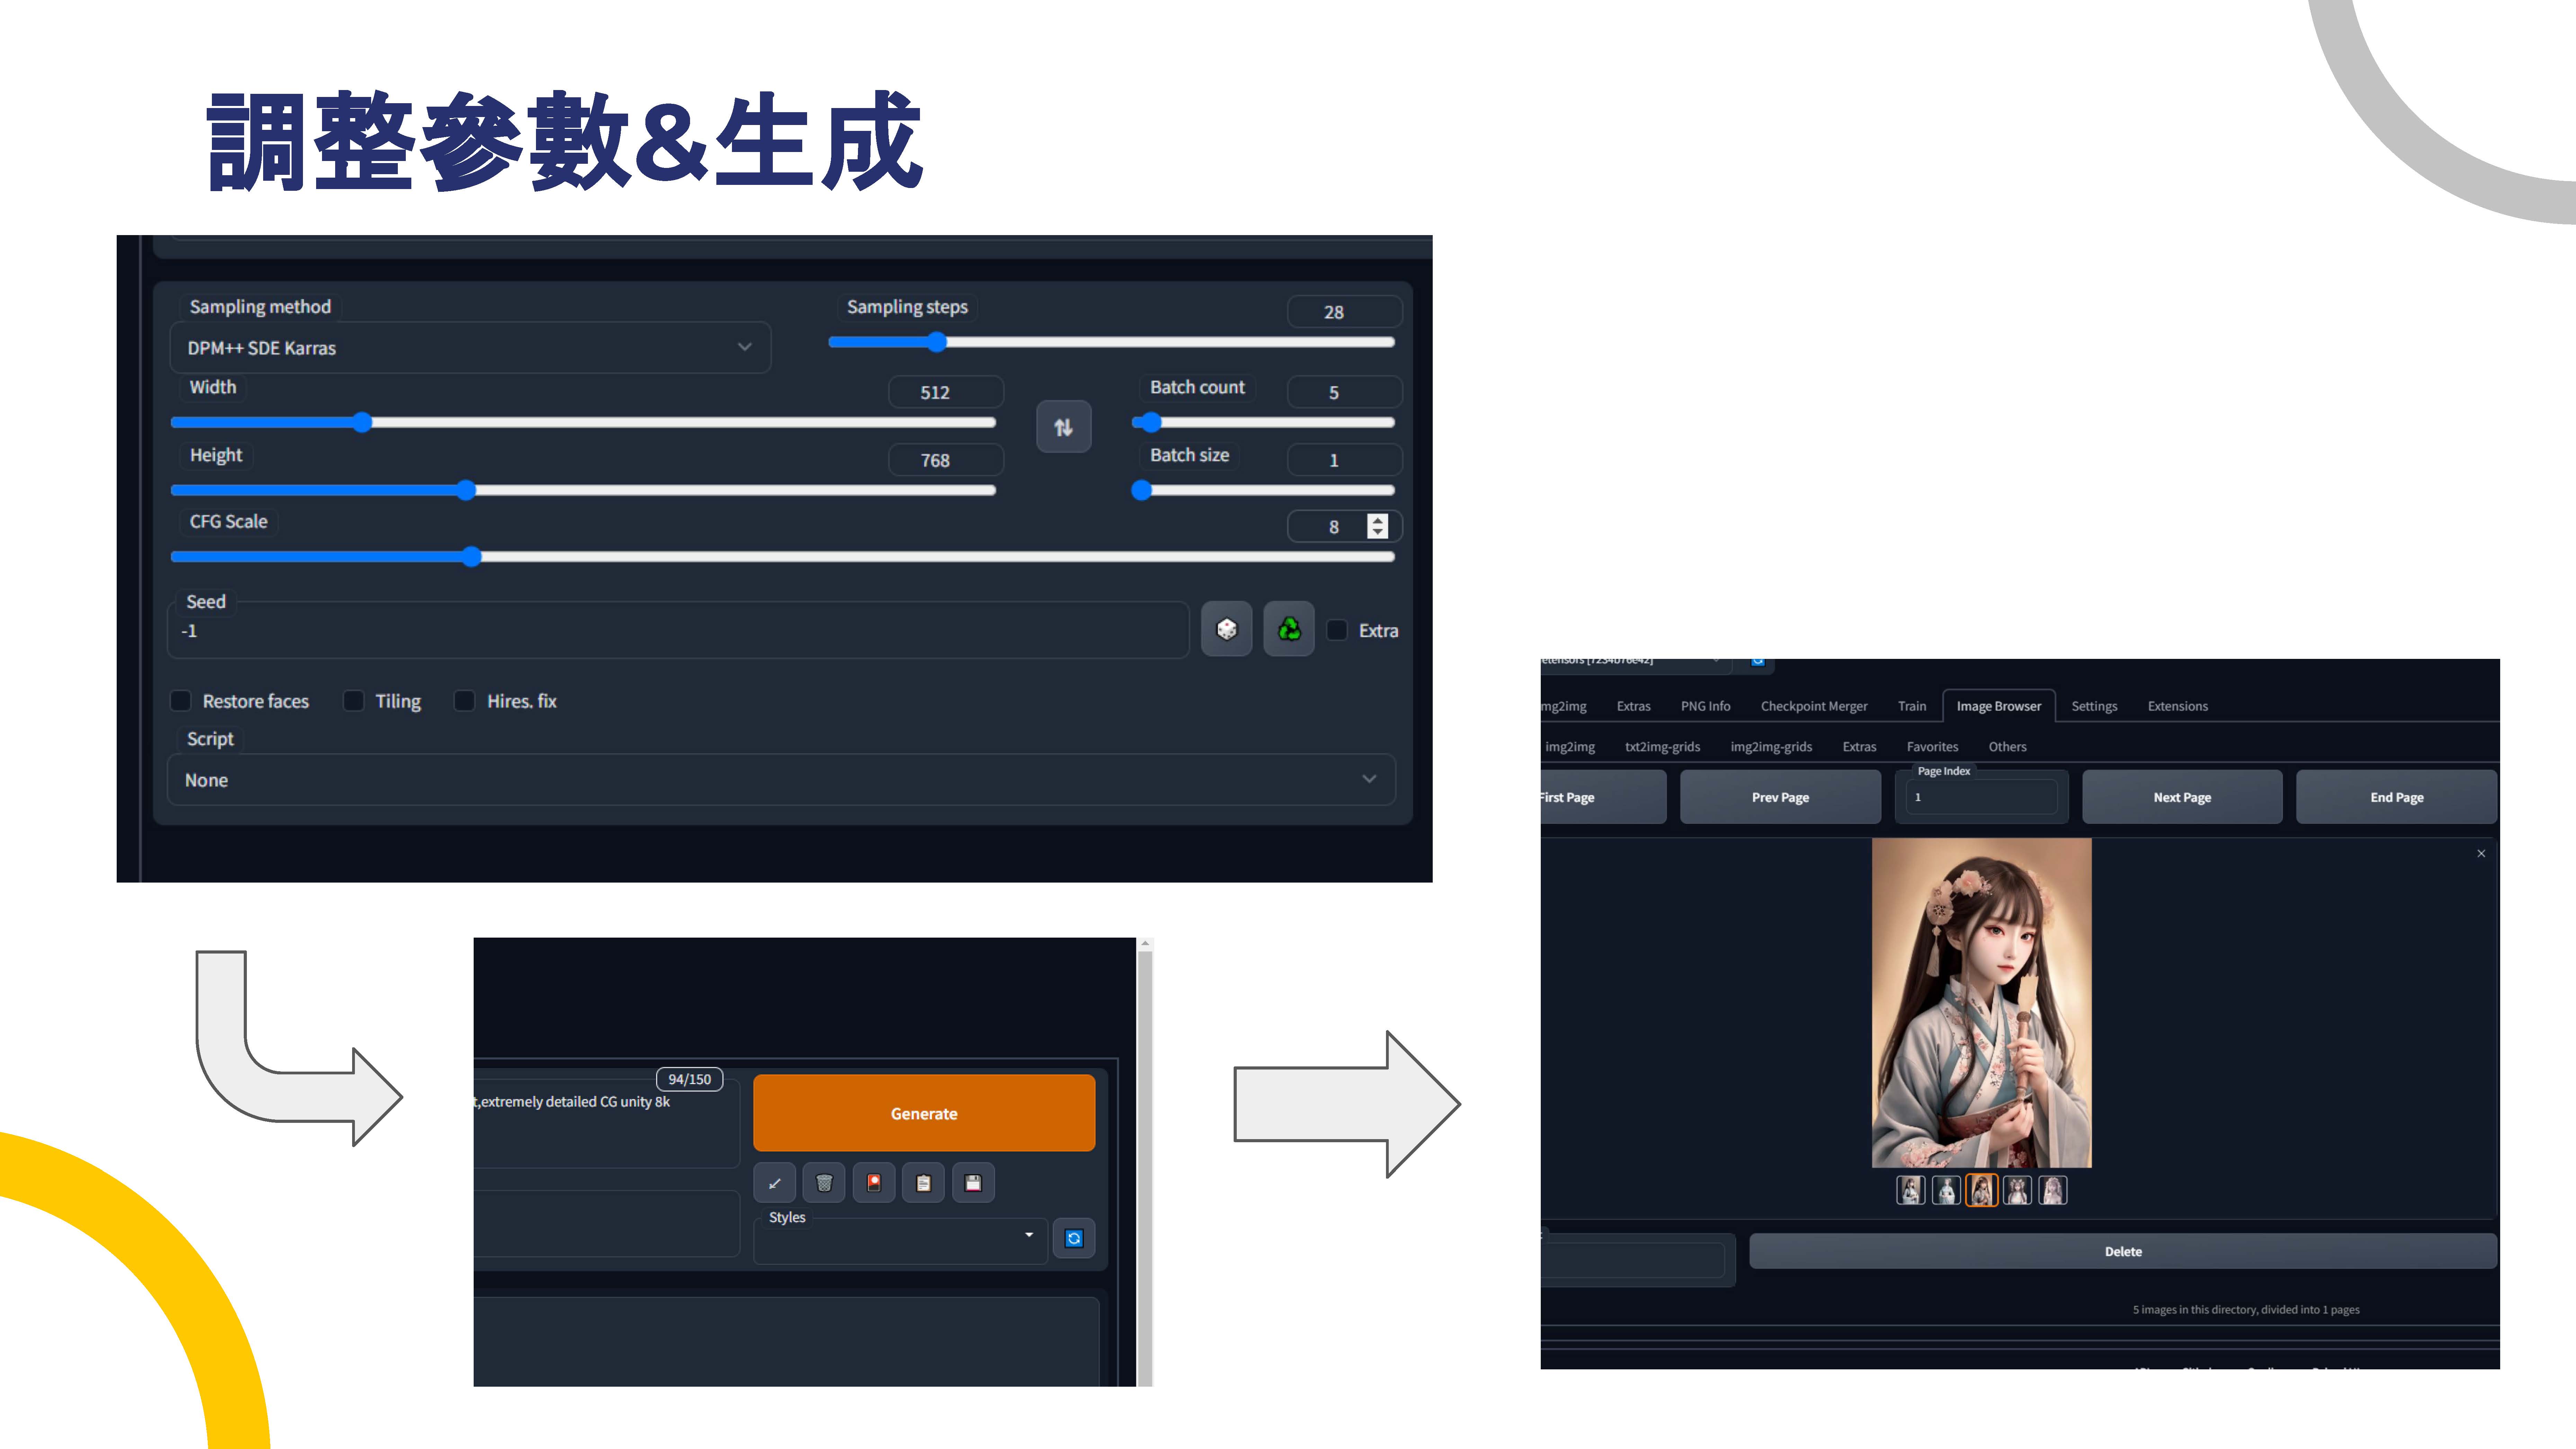 調整參數&生成
Sampling method
DPM++ SDE Karras
Sampling steps
28
Width
512
Height
768
Batch count
5
Batch size
1
CFG Scale
8
Seed
-1
Extra
Restore faces
Tiling
Hires. fix
Script
None
94/150
,extremely detailed CG unity 8k
Generate
Styles
mg2img Extras PNG Info Checkpoint Merger Train Image Browser Settings Extensions
img2img txt2img-grids img2img-grids Extras Favorites Others
First Page
Prev Page
Page Index
1
Next Page
End Page
Delete
5 images in this directory, divided into 1 pages